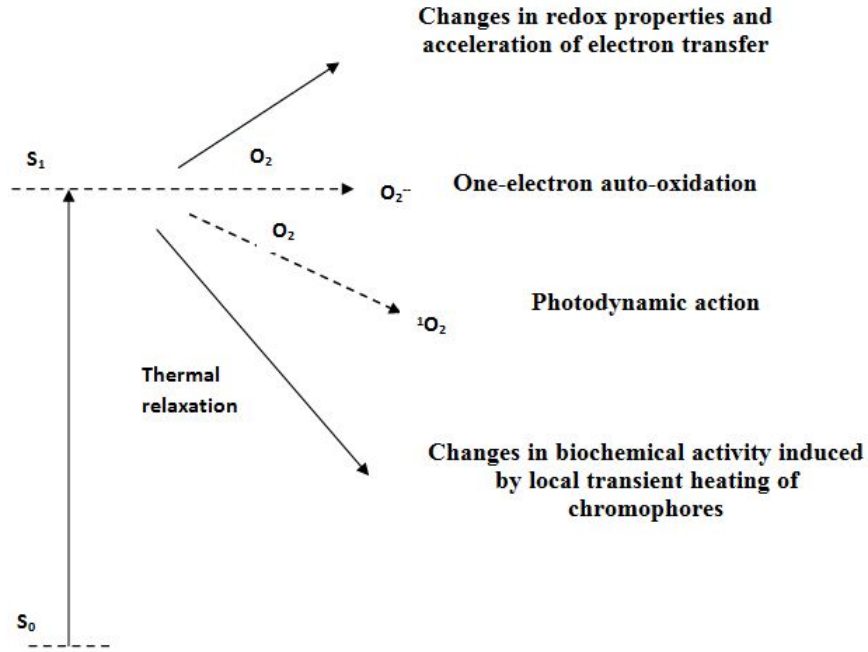 Changes in redox properties and
acceleration of electron transfer
S₁
O₂
O₂⁻·
One-electron auto-oxidation
O₂
¹O₂
Photodynamic action
Thermal
relaxation
Changes in biochemical activity induced
by local transient heating of
chromophores
S₀